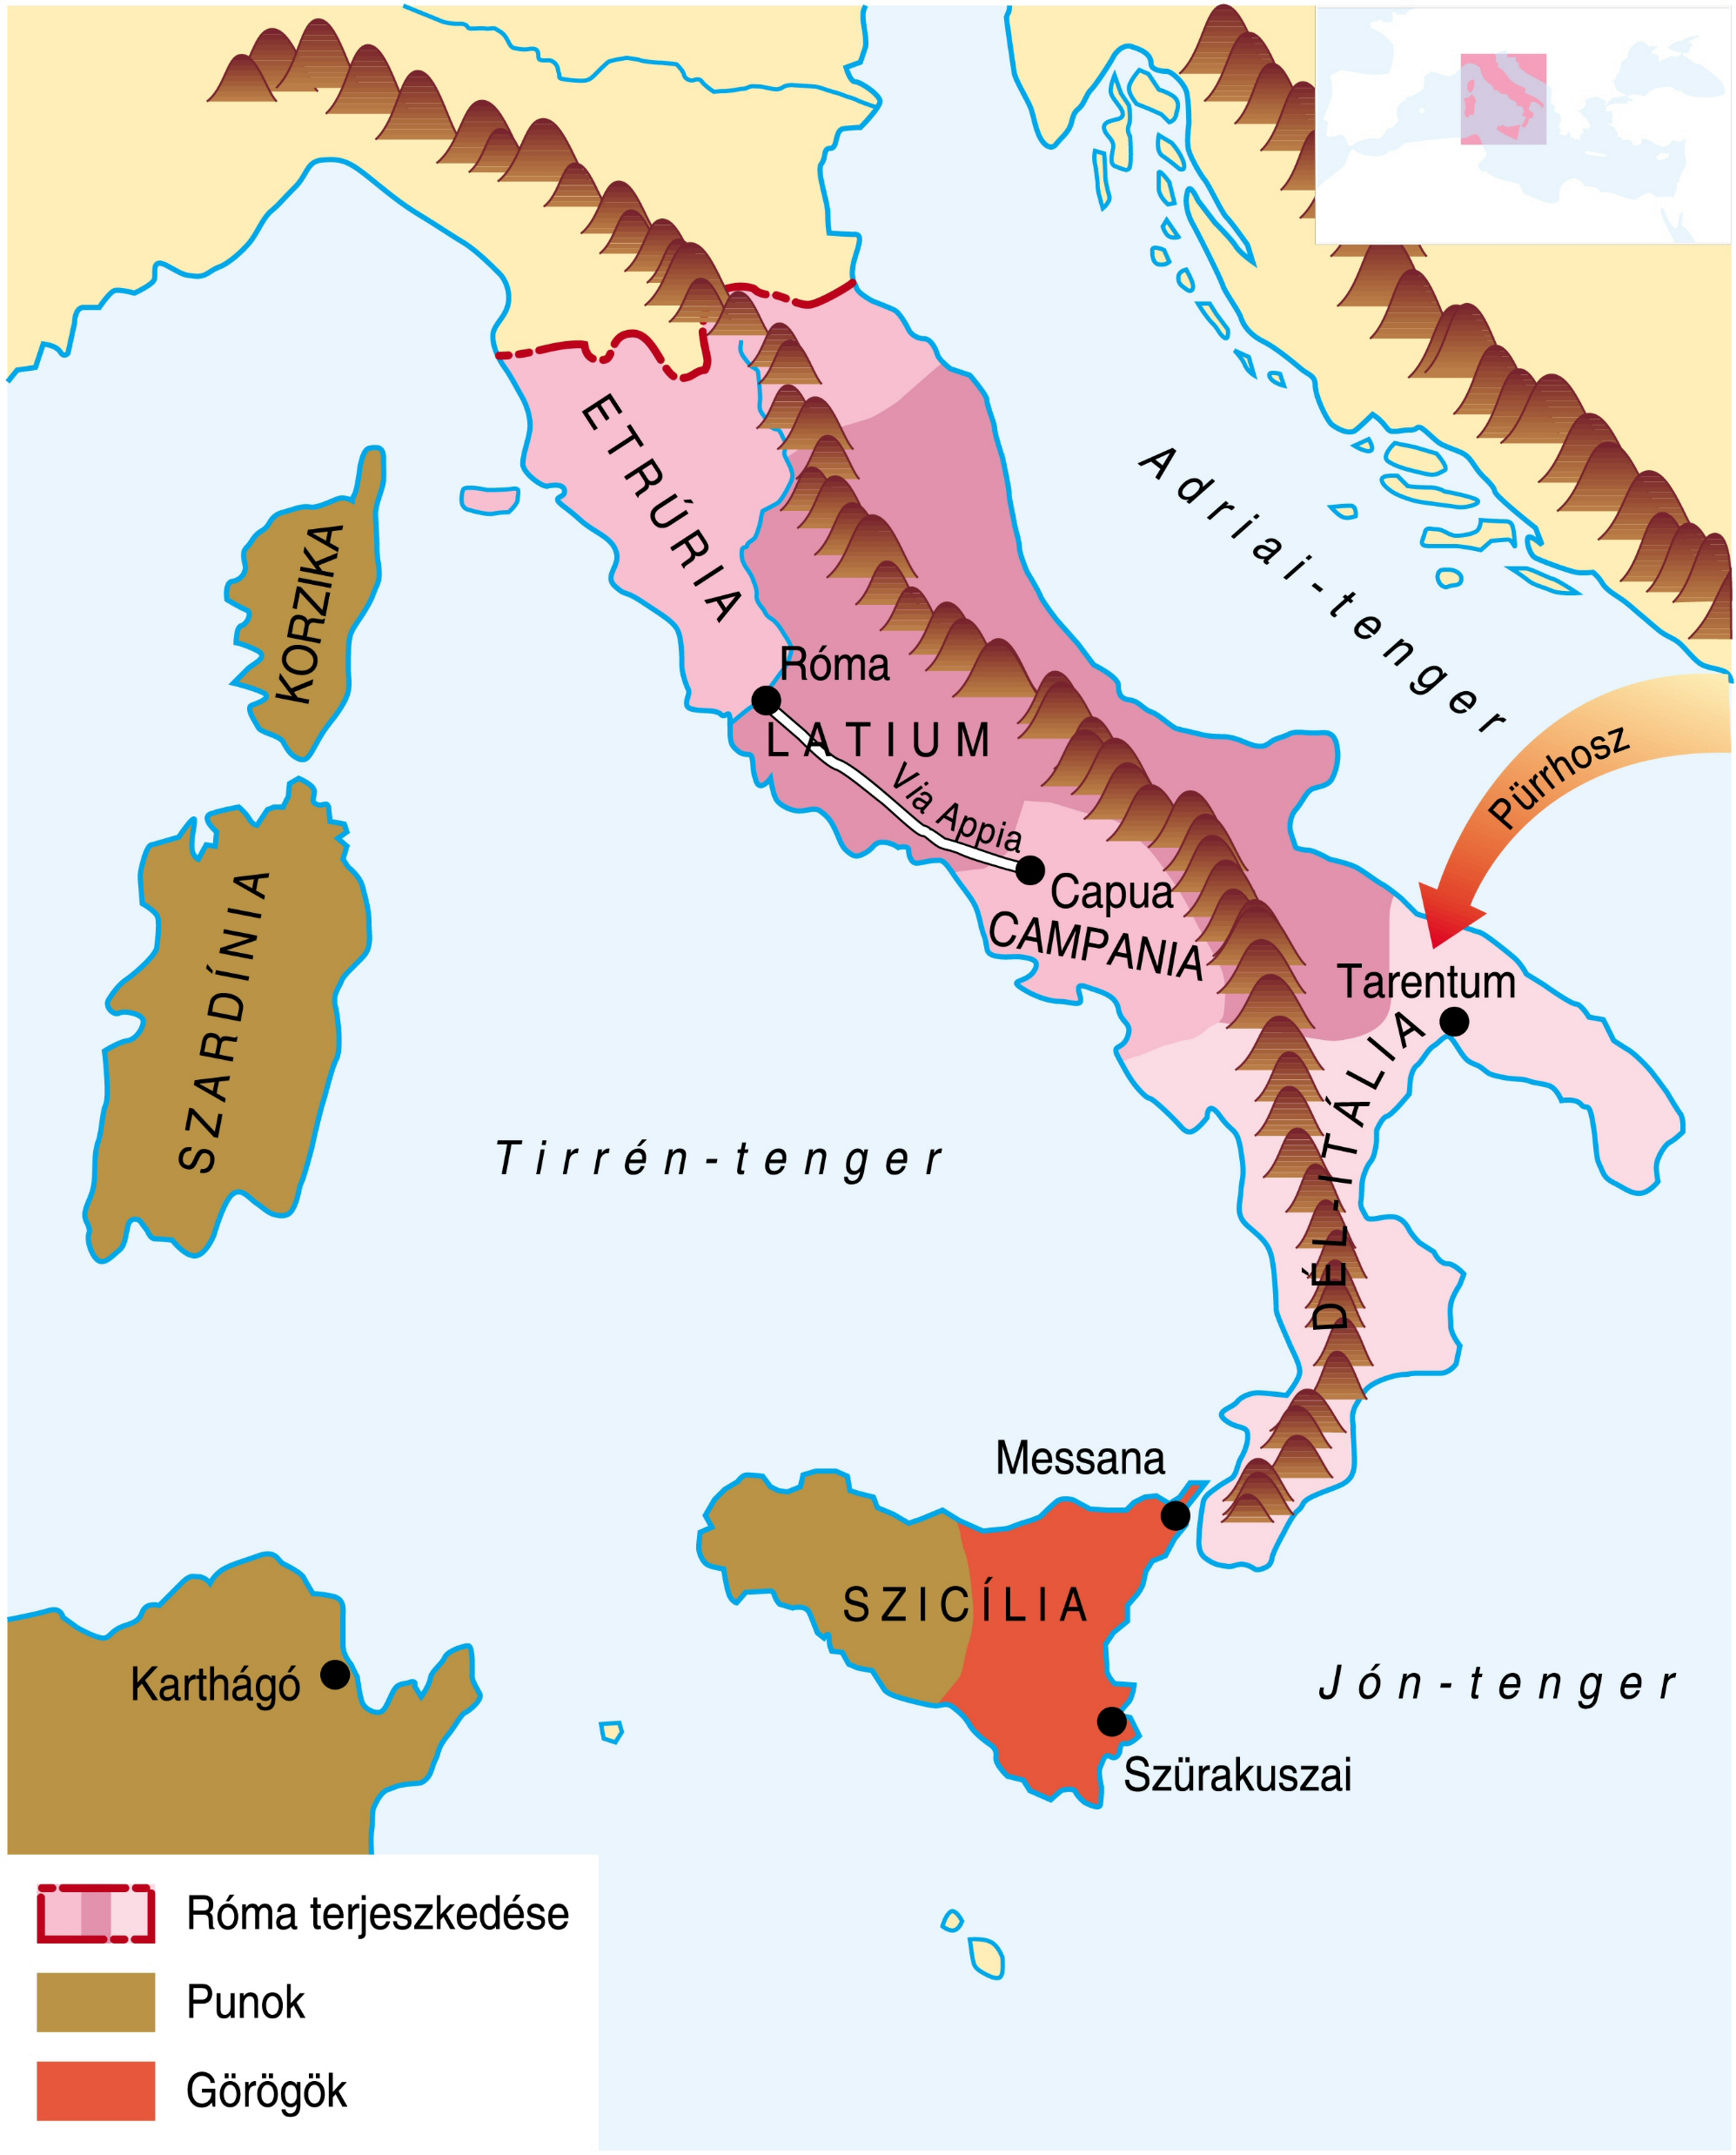 ETRÚRIA
KORZIKA
Adriai-tenger
Róma
LATIUM
Via Appia
Pürrhosz
Capua
CAMPANIA
SZARDÍNIA
Tarentum
DÉL-ITÁLIA
Tirrén-tenger
Messana
SZICÍLIA
Karthágó
Jón-tenger
Szürakuszai
Róma terjeszkedése
Punok
Görögök